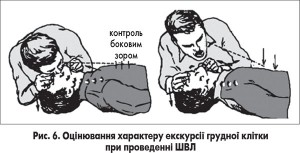 контроль
боковим
зором
Рис. 6. Оцінювання характеру екскурсії грудної клітки
при проведенні ШВЛ